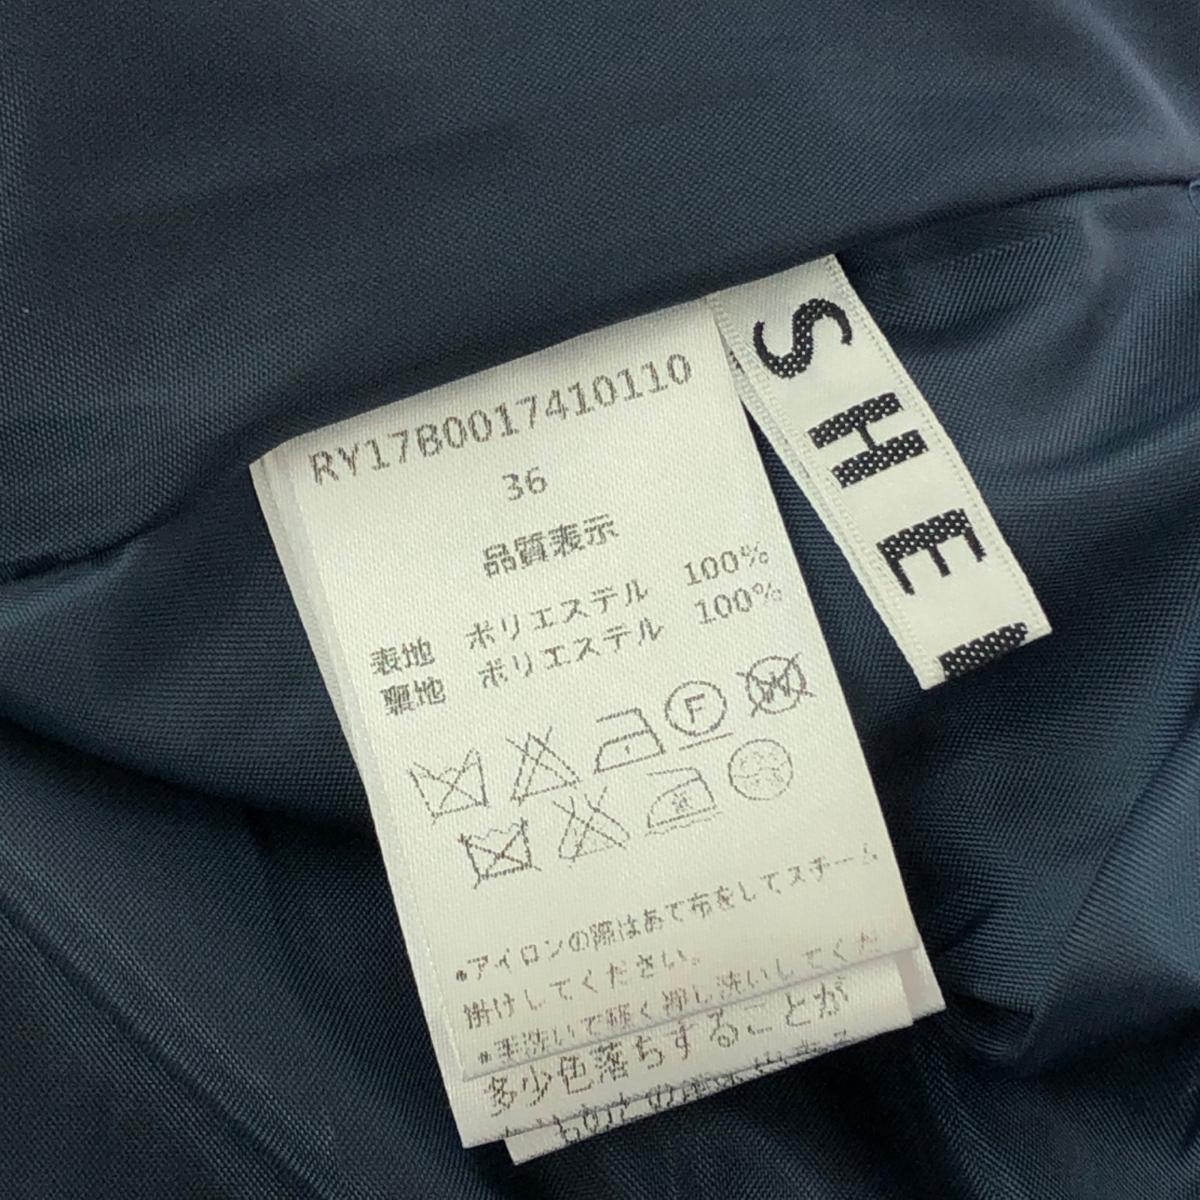 RY17B0017410110
36
品質表示
表地 ポリエステル 100%
裏地 ポリエステル 100%
F
W
*アイロンの際はあて布をしてスチーム
掛けしてください。
*手洗いで軽く押し洗いしてくだ
多少色落ちすることが
SHE